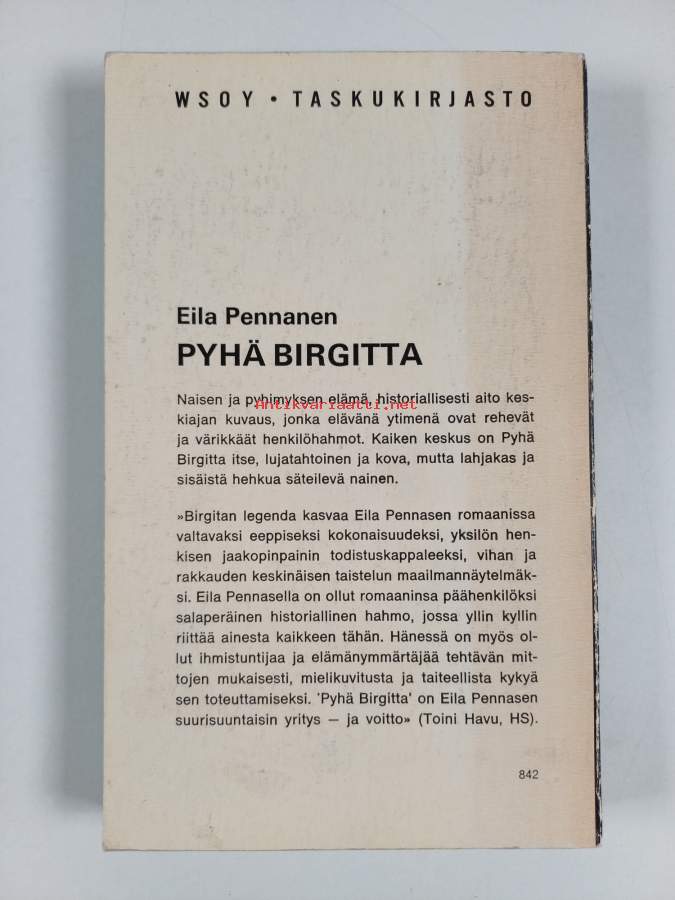 WSOY • TASKUKIRJASTO
Eila Pennanen
PYHÄ BIRGITTA
Naisen ja pyhimyksen elämä, historiallisesti aito kes-
Antikvariaatti.net
kiajan kuvaus, jonka elävänä ytimenä ovat rehevät
ja värikkäät henkilöhahmot. Kaiken keskus on Pyhä
Birgitta itse, lujatahtoinen ja kova, mutta lahjakas ja
sisäistä hehkua säteilevä nainen.
»Birgitan legenda kasvaa Eila Pennasen romaanissa
valtavaksi eeppiseksi kokonaisuudeksi, yksilön hen-
kisen jaakopinpainin todistuskappaleeksi, vihan ja
rakkauden keskinäisen taistelun maailmannäytelmäk-
si. Eila Pennasella on ollut romaaninsa päähenkilöksi
salaperäinen historiallinen hahmo, jossa yllin kyllin
riittää ainesta kaikkeen tähän. Hänessä on myös ol-
lut ihmistuntijaa ja elämänymmärtäjää tehtävän mit-
tojen mukaisesti, mielikuvitusta ja taiteellista kykyä
sen toteuttamiseksi. 'Pyhä Birgitta' on Eila Pennasen
suurisuuntaisin yritys — ja voitto» (Toini Havu, HS).
842